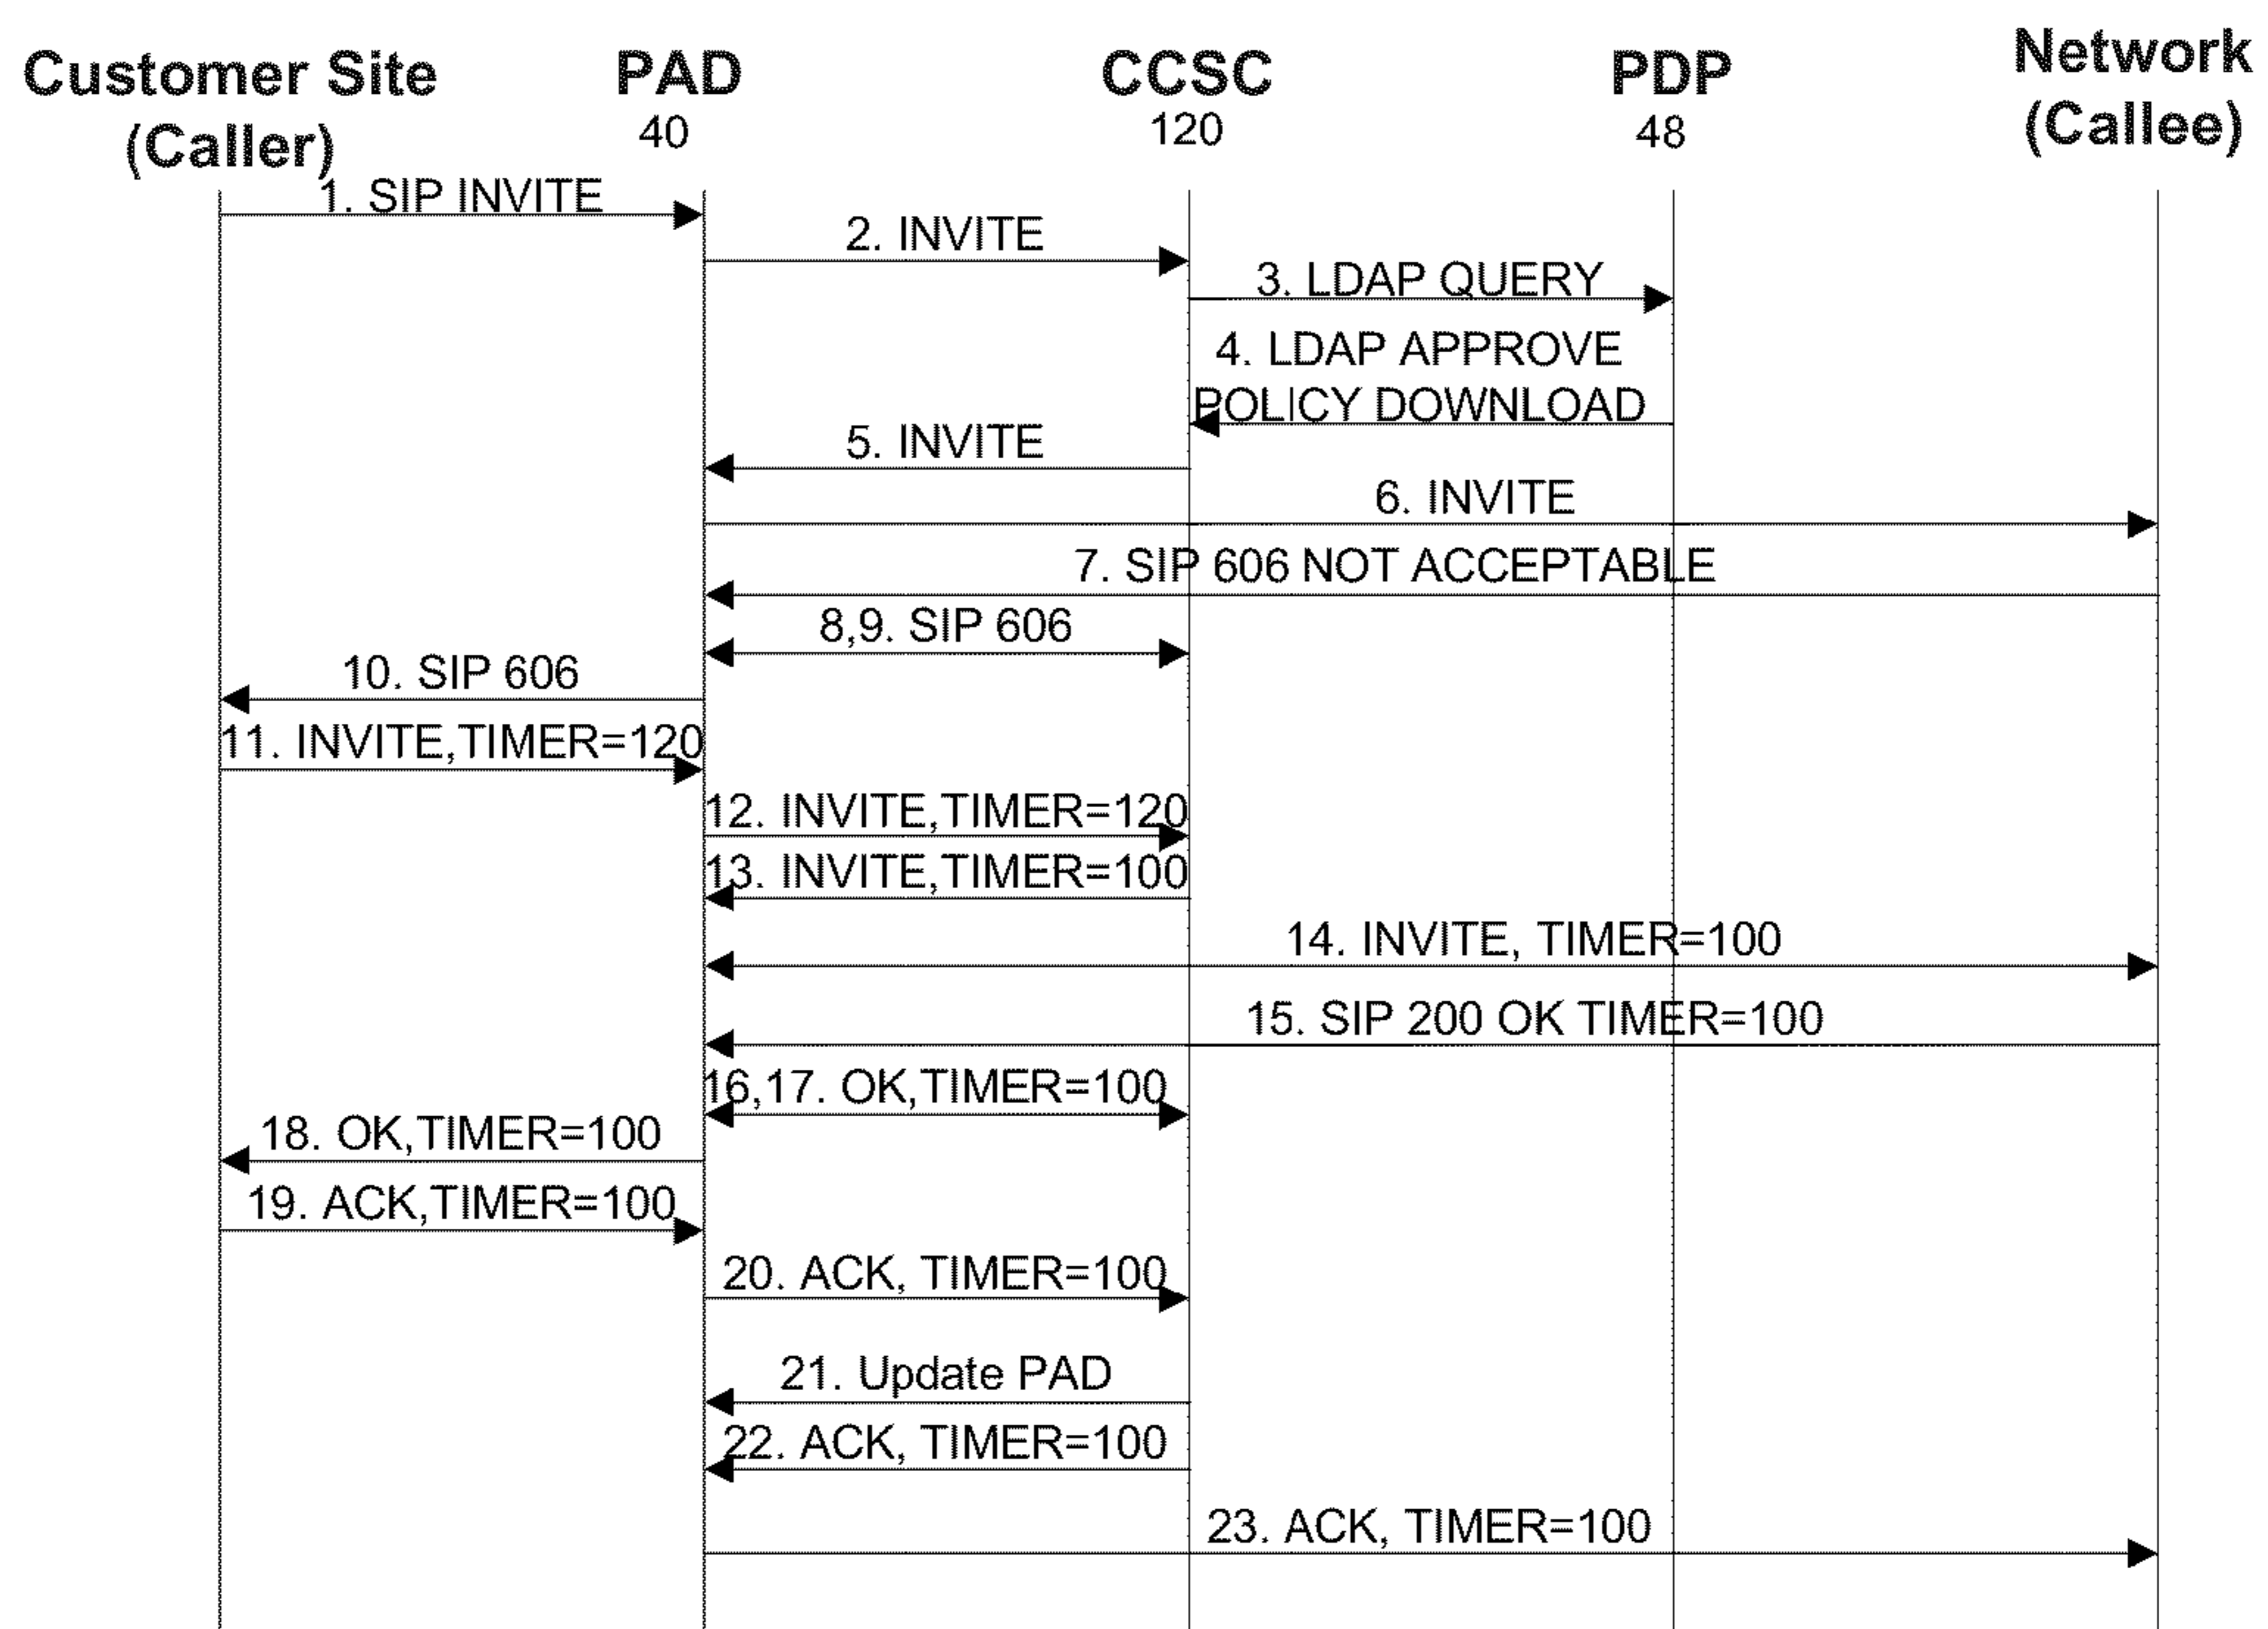 Customer Site
(Caller)
PAD
40
CCSC
120
PDP
48
Network
(Callee)
1. SIP INVITE
2. INVITE
3. LDAP QUERY
4. LDAP APPROVE
POLICY DOWNLOAD
5. INVITE
6. INVITE
7. SIP 606 NOT ACCEPTABLE
8,9. SIP 606
10. SIP 606
11. INVITE,TIMER=120
12. INVITE,TIMER=120
13. INVITE,TIMER=100
14. INVITE, TIMER=100
15. SIP 200 OK TIMER=100
16,17. OK,TIMER=100
18. OK,TIMER=100
19. ACK,TIMER=100
20. ACK, TIMER=100
21. Update PAD
22. ACK, TIMER=100
23. ACK, TIMER=100